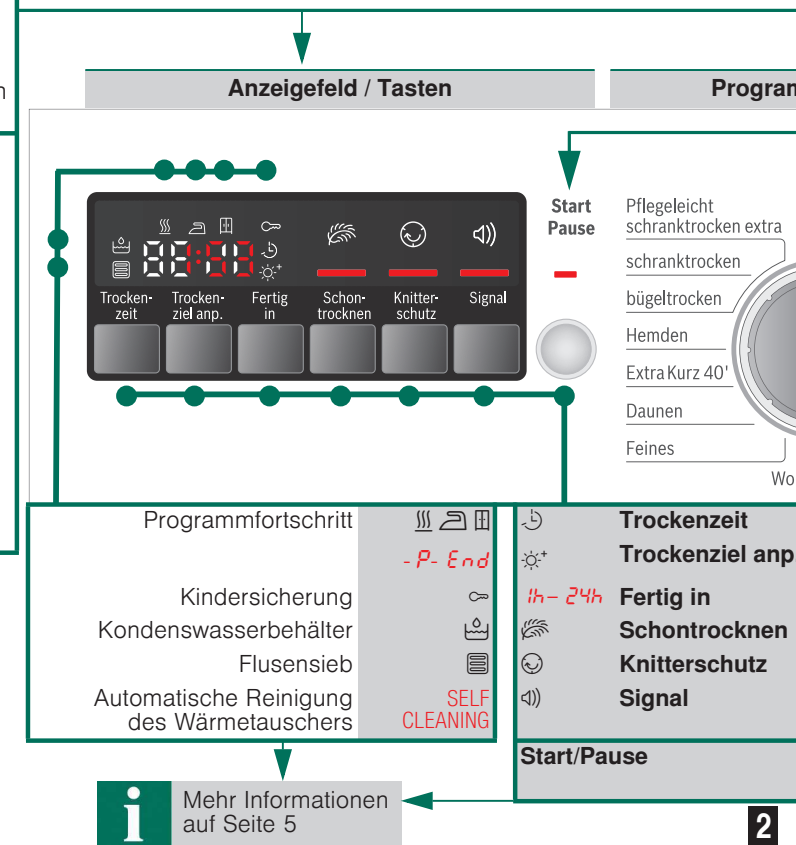 n
Anzeigefeld / Tasten
Program
88:88
Trocken-
zeit
Trocken-
ziel anp.
Fertig
in
Schon-
trocknen
Knitter-
schutz
Signal
Start
Pause
Pflegeleicht
schranktrocken extra
schranktrocken
bügeltrocken
Hemden
Extra Kurz 40'
Daunen
Feines
Wo
Programmfortschritt
-P- End
Kindersicherung
Kondenswasserbehälter
Flusensieb
Automatische Reinigung
des Wärmetauschers
SELF
CLEANING
Trockenzeit
Trockenziel anp.
1h– 24h Fertig in
Schontrocknen
Knitterschutz
Signal
Start/Pause
i
Mehr Informationen
auf Seite 5
2